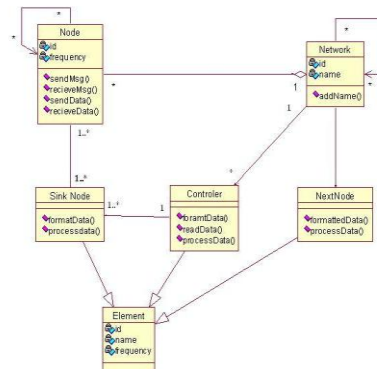 *
*
Node
id
frequency
sendMsg()
recieveMsg()
sendData()
recieveData()
*
Network
id
name
addName()
*
*
1
1
1..*
1..*
*
Sink Node
formatData()
processdata()
1..*
1
Controler
foramtData()
readData()
processData()
NextNode
formattedData()
processData()
Element
id
name
frequency